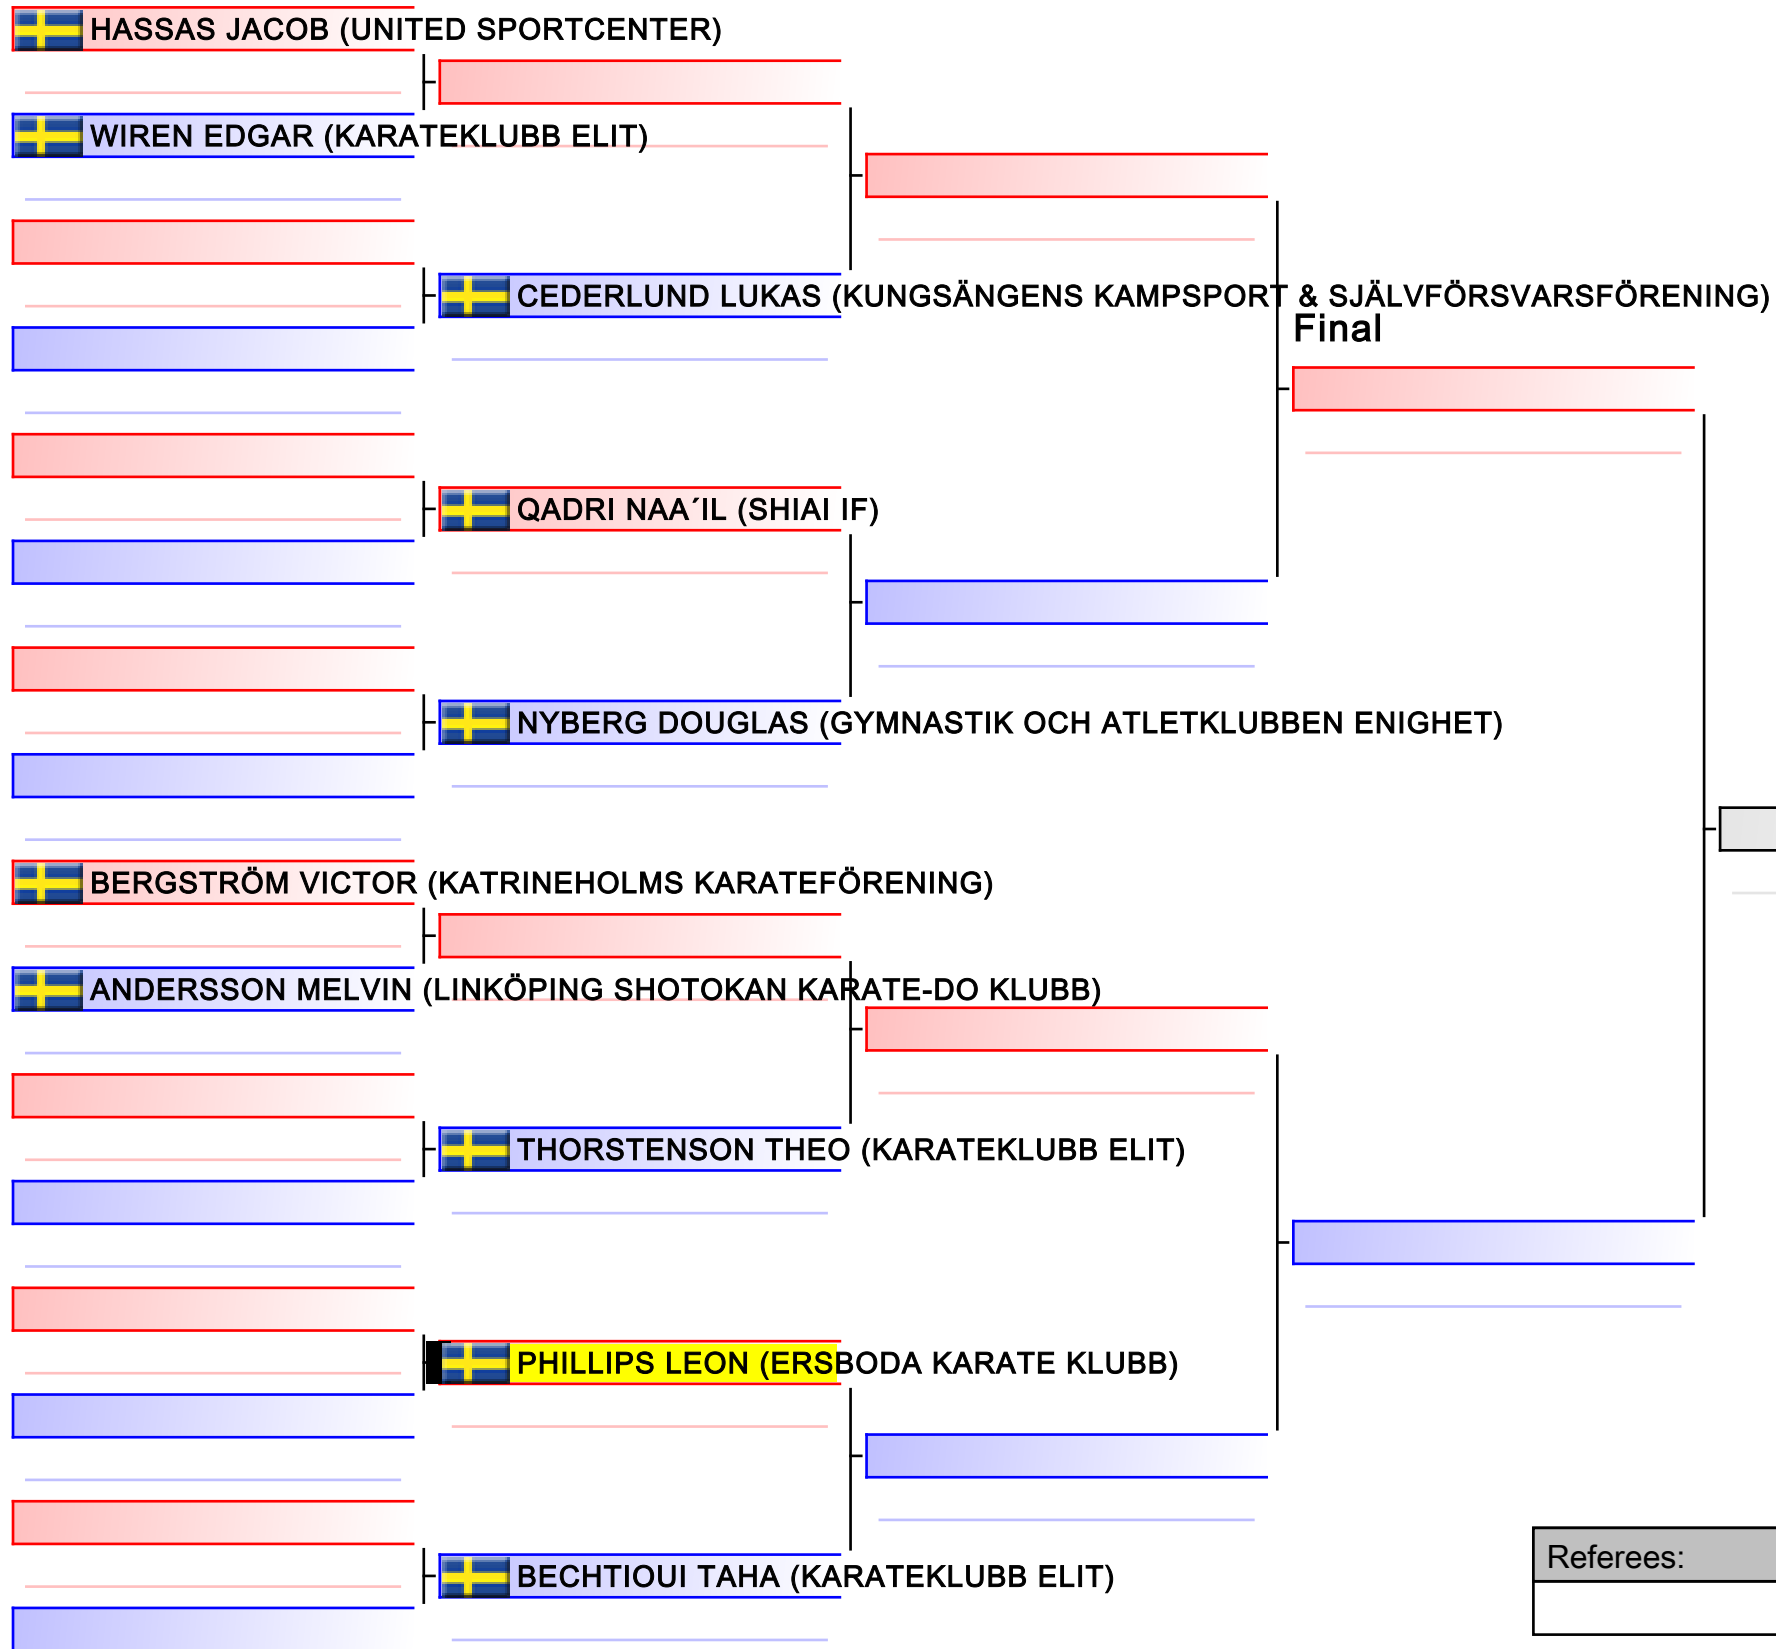 HASSAS JACOB (UNITED SPORTCENTER)
WIREN EDGAR (KARATEKLUBB ELIT)
CEDERLUND LUKAS (KUNGSÄNGENS KAMPSPORT & SJÄLVFÖRSVARSFÖRENING)
Final
QADRI NAA´IL (SHIAI IF)
NYBERG DOUGLAS (GYMNASTIK OCH ATLETKLUBBEN ENIGHET)
BERGSTRÖM VICTOR (KATRINEHOLMS KARATEFÖRENING)
ANDERSSON MELVIN (LINKÖPING SHOTOKAN KARATE-DO KLUBB)
THORSTENSON THEO (KARATEKLUBB ELIT)
PHILLIPS LEON (ERSBODA KARATE KLUBB)
BECHTIOUI TAHA (KARATEKLUBB ELIT)
Referees: